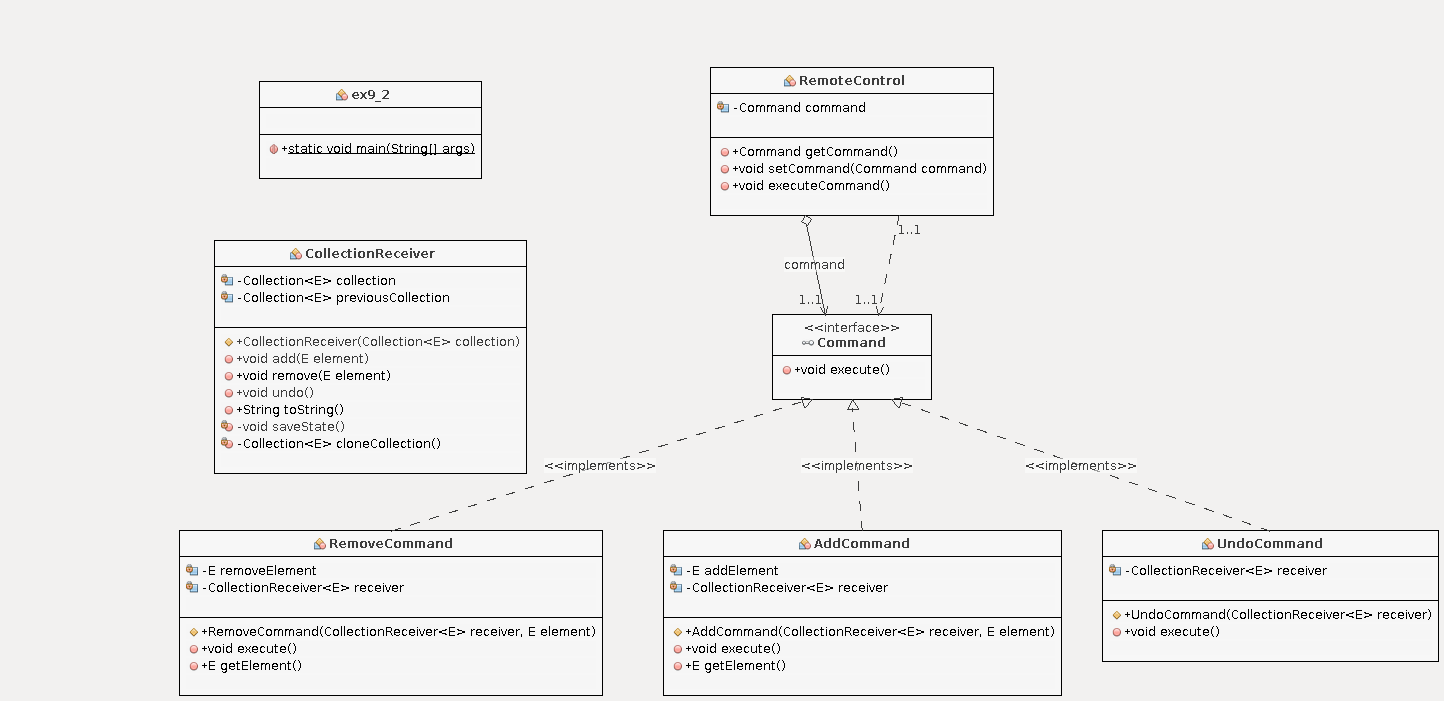 ex9_2
+static void main(String[] args)
RemoteControl
-Command command
+Command getCommand()
+void setCommand(Command command)
+void executeCommand()
CollectionReceiver
-Collection<E> collection
-Collection<E> previousCollection
+CollectionReceiver(Collection<E> collection)
+void add(E element)
+void remove(E element)
+void undo()
+String toString()
-void saveState()
-Collection<E> cloneCollection()
1..1
command
1..1
1..1
<<interface>>
Command
+void execute()
<<implements>>
<<implements>>
<<implements>>
RemoveCommand
-E removeElement
-CollectionReceiver<E> receiver
+RemoveCommand(CollectionReceiver<E> receiver, E element)
+void execute()
+E getElement()
AddCommand
-E addElement
-CollectionReceiver<E> receiver
+AddCommand(CollectionReceiver<E> receiver, E element)
+void execute()
+E getElement()
UndoCommand
-CollectionReceiver<E> receiver
+UndoCommand(CollectionReceiver<E> receiver)
+void execute()